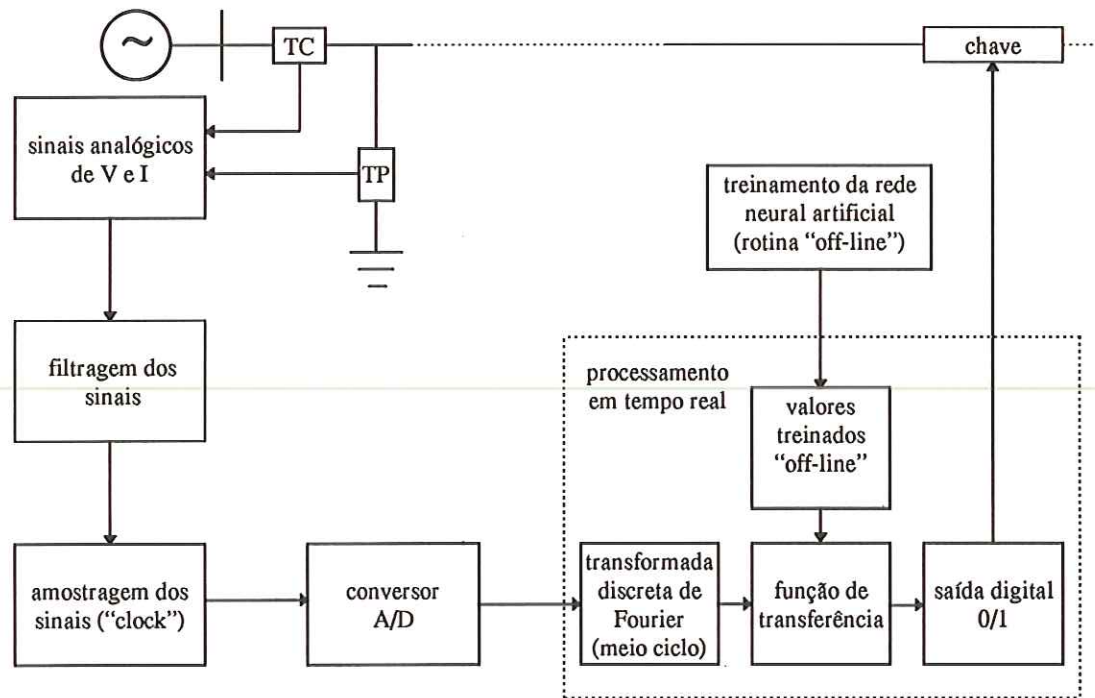 ~
TC
chave
sinais analógicos
de V e I
TP
treinamento da rede
neural artificial
(rotina “off-line”)
filtragem dos
sinais
processamento
em tempo real
valores
treinados
“off-line”
amostragem dos
sinais (“clock”)
conversor
A/D
transformada
discreta de
Fourier
(meio ciclo)
função de
transferência
saída digital
0/1